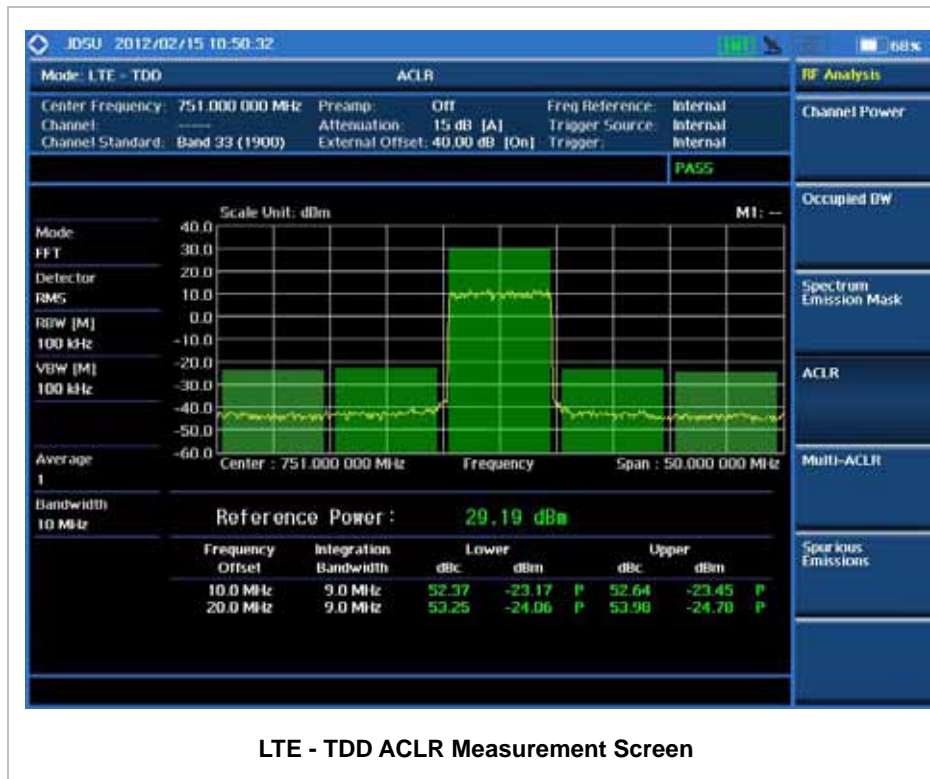 JDSU 2012/02/15 10:50:32
68%
Mode: LTE - TDD ACLR
RF Analysis
Center Frequency: 751.000 000 MHz Preamp: Off Freq Reference: Internal
Channel: ----- Attenuation: 15 dB [A] Trigger Source: Internal
Channel Standard: Band 33 (1900) External Offset: 40.00 dB [On] Trigger: Internal
PASS
Channel Power
Occupied BW
Spectrum
Emission Mask
ACLR
Multi-ACLR
Spurious
Emissions
Mode
FFT
Detector
RMS
RBW [M]
100 kHz
VBW [M]
100 kHz
Average
1
Bandwidth
10 MHz
Scale Unit: dBm M1: --
40.0
30.0
20.0
10.0
0.0
-10.0
-20.0
-30.0
-40.0
-50.0
-60.0
Center : 751.000 000 MHz Frequency Span : 50.000 000 MHz
Reference Power: 29.19 dBm
Frequency Integration Lower Upper
Offset Bandwidth dBc dBm dBc dBm
10.0 MHz 9.0 MHz 52.37 -23.17 P 52.64 -23.45 P
20.0 MHz 9.0 MHz 53.25 -24.06 P 53.98 -24.78 P
LTE - TDD ACLR Measurement Screen